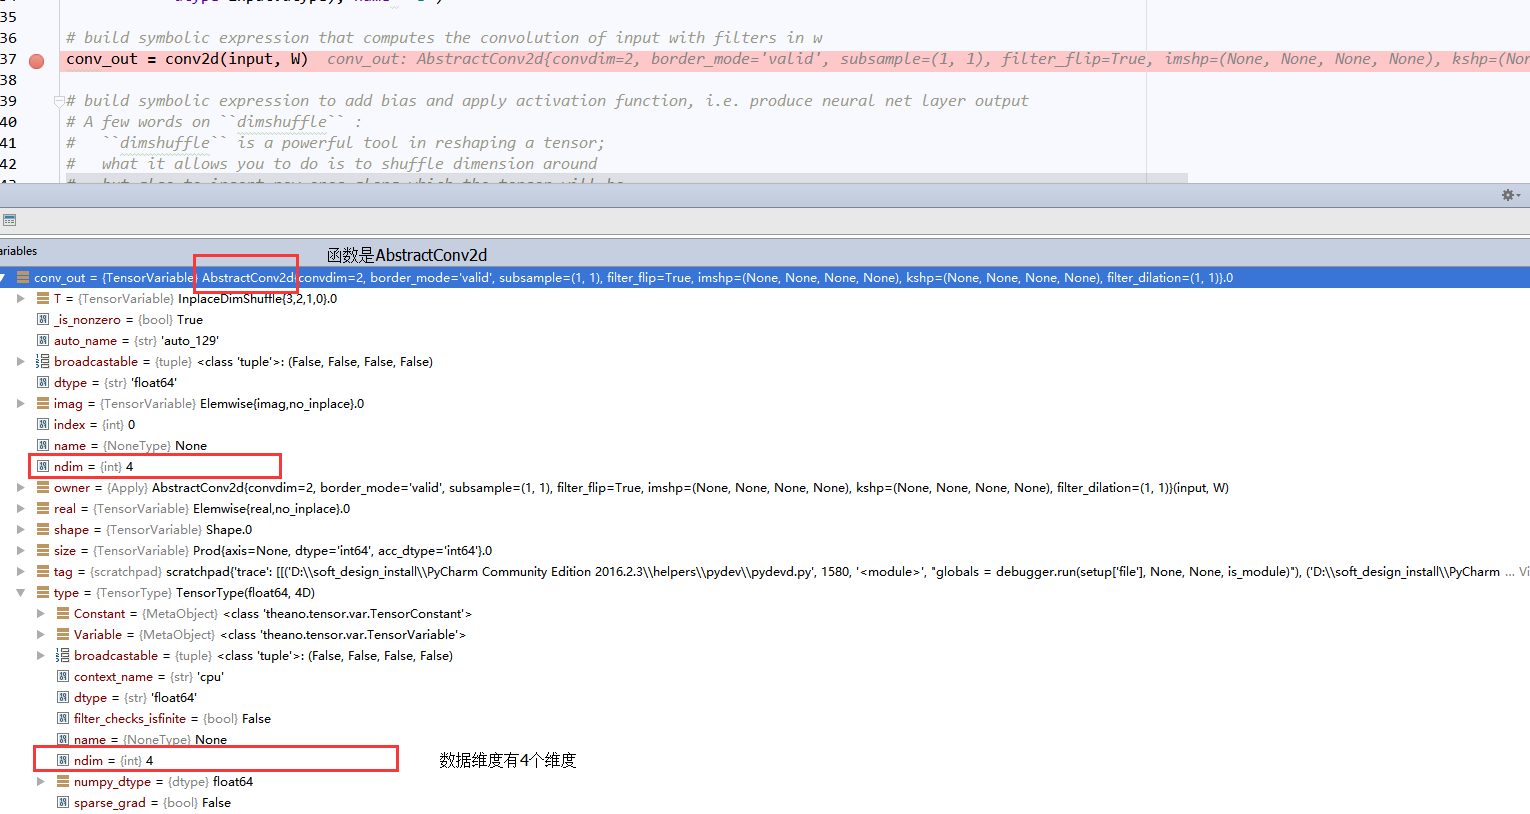 35
36 # build symbolic expression that computes the convolution of input with filters in w
37 conv_out = conv2d(input, W) conv_out: AbstractConv2d{convdim=2, border_mode='valid', subsample=(1, 1), filter_flip=True, imshp=(None, None, None, None), kshp=(Non
38
39 # build symbolic expression to add bias and apply activation function, i.e. produce neural net layer output
40 # A few words on ``dimshuffle`` :
41 #   ``dimshuffle`` is a powerful tool in reshaping a tensor;
42 #   what it allows you to do is to shuffle dimension around
ariables
函数是AbstractConv2d
conv_out = {TensorVariable} AbstractConv2d{convdim=2, border_mode='valid', subsample=(1, 1), filter_flip=True, imshp=(None, None, None, None), kshp=(None, None, None, None), filter_dilation=(1, 1)}.0
T = {TensorVariable} InplaceDimShuffle{3,2,1,0}.0
_is_nonzero = {bool} True
auto_name = {str} 'auto_129'
broadcastable = {tuple} <class 'tuple'>: (False, False, False, False)
dtype = {str} 'float64'
imag = {TensorVariable} Elemwise{imag,no_inplace}.0
index = {int} 0
name = {NoneType} None
ndim = {int} 4
owner = {Apply} AbstractConv2d{convdim=2, border_mode='valid', subsample=(1, 1), filter_flip=True, imshp=(None, None, None, None), kshp=(None, None, None, None), filter_dilation=(1, 1)}(input, W)
real = {TensorVariable} Elemwise{real,no_inplace}.0
shape = {TensorVariable} Shape.0
size = {TensorVariable} Prod{axis=None, dtype='int64', acc_dtype='int64'}.0
tag = {scratchpad} scratchpad{'trace': [[('D:\\soft_design_install\\PyCharm Community Edition 2016.2.3\\helpers\\pydev\\pydevd.py', 1580, '<module>', "globals = debugger.run(setup['file'], None, None, is_module)"), ('D:\\soft_design_install\\PyCharm ... Vi
type = {TensorType} TensorType(float64, 4D)
Constant = {MetaObject} <class 'theano.tensor.var.TensorConstant'>
Variable = {MetaObject} <class 'theano.tensor.var.TensorVariable'>
broadcastable = {tuple} <class 'tuple'>: (False, False, False, False)
context_name = {str} 'cpu'
dtype = {str} 'float64'
filter_checks_isfinite = {bool} False
name = {NoneType} None
ndim = {int} 4
数据维度有4个维度
numpy_dtype = {dtype} float64
sparse_grad = {bool} False